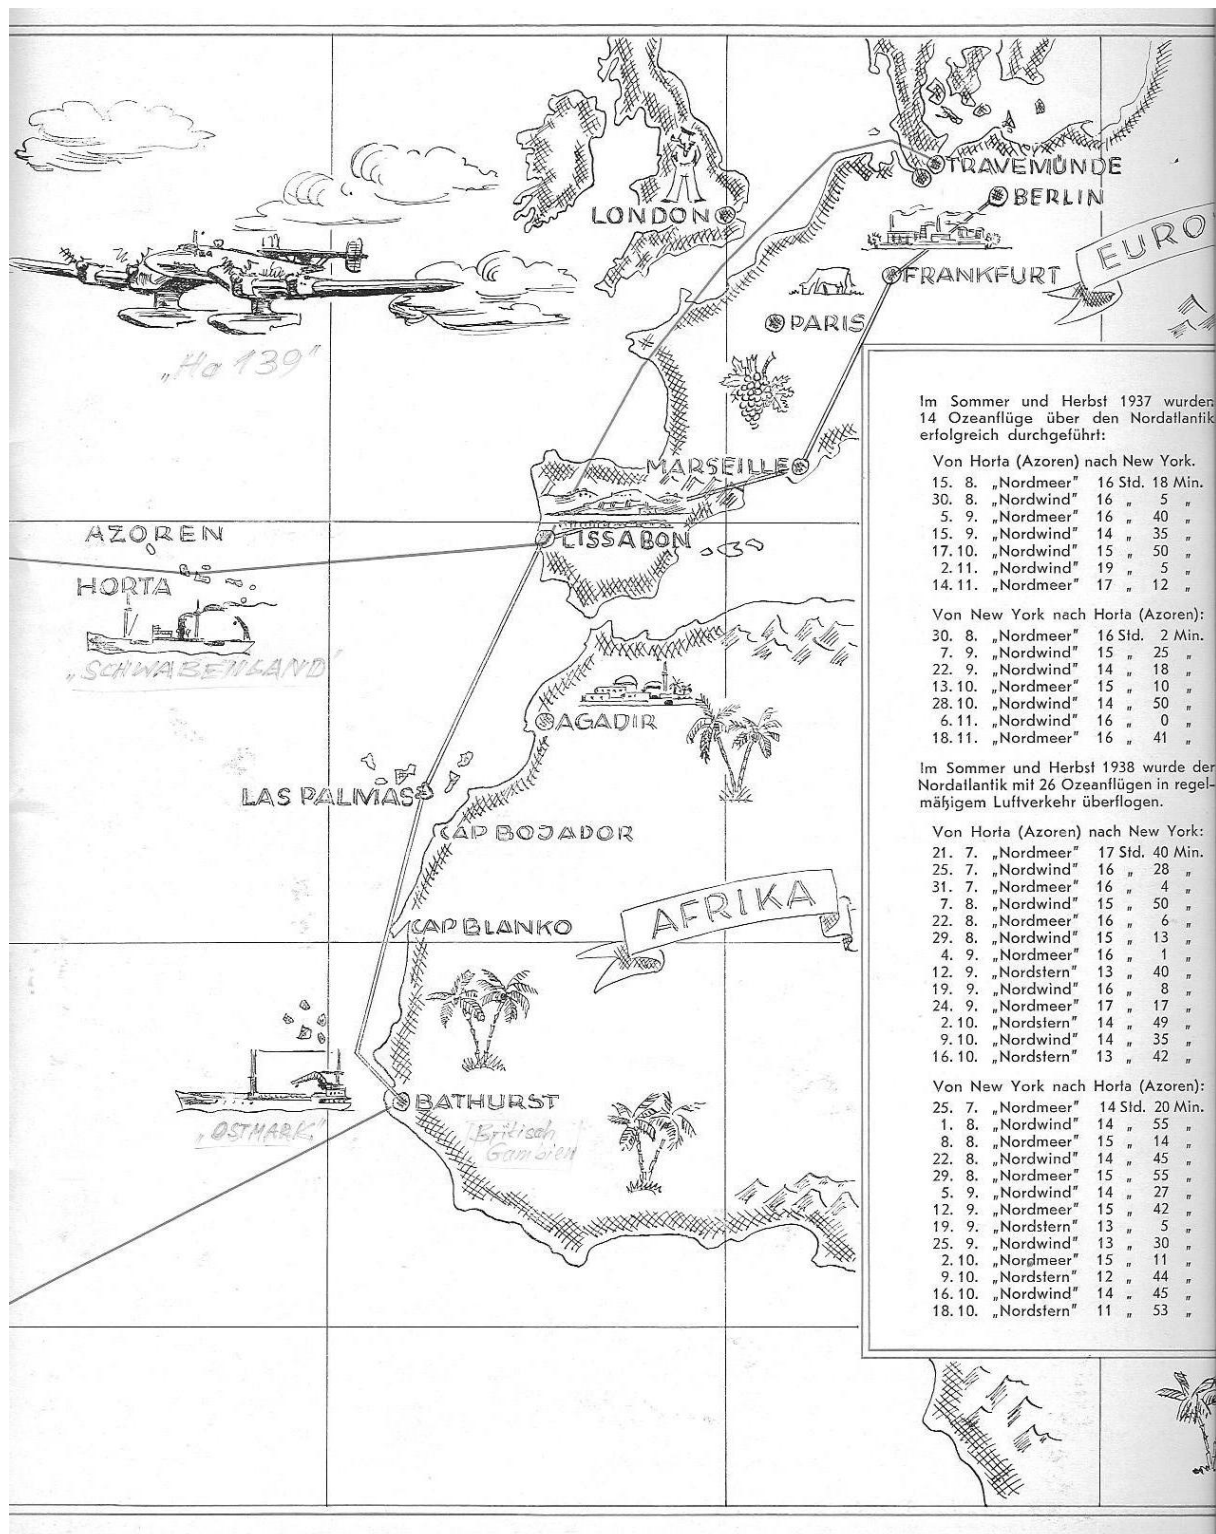 TRAVEMÜNDE
BERLIN
LONDON
EURO
FRANKFURT
PARIS
„Ha 139"
MARSEILLE
AZOREN
LISSABON
HORTA
„SCHWABENLAND"
AGADIR
LAS PALMAS
CAP BOJADOR
AFRIKA
CAP BLANKO
BATHURST
„OSTMARK"
Britisch
Gambien
Im Sommer und Herbst 1937 wurden
14 Ozeanflüge über den Nordatlantik
erfolgreich durchgeführt:
Von Horta (Azoren) nach New York.
15. 8. „Nordmeer" 16 Std. 18 Min.
30. 8. „Nordwind" 16 „ 5 „
5. 9. „Nordmeer" 16 „ 40 „
15. 9. „Nordwind" 14 „ 35 „
17. 10. „Nordwind" 15 „ 50 „
2. 11. „Nordwind" 19 „ 5 „
14. 11. „Nordmeer" 17 „ 12 „
Von New York nach Horta (Azoren):
30. 8. „Nordmeer" 16 Std. 2 Min.
7. 9. „Nordwind" 15 „ 25 „
22. 9. „Nordmeer" 14 „ 18 „
13. 10. „Nordmeer" 15 „ 10 „
28. 10. „Nordwind" 14 „ 50 „
6. 11. „Nordwind" 16 „ 0 „
18. 11. „Nordmeer" 16 „ 41 „
Im Sommer und Herbst 1938 wurde der
Nordatlantik mit 26 Ozeanflügen in regel-
mäßigem Luftverkehr überflogen.
Von Horta (Azoren) nach New York:
21. 7. „Nordmeer" 17 Std. 40 Min.
25. 7. „Nordwind" 16 „ 28 „
31. 7. „Nordmeer" 16 „ 4 „
7. 8. „Nordwind" 15 „ 50 „
22. 8. „Nordmeer" 16 „ 6 „
29. 8. „Nordwind" 15 „ 13 „
4. 9. „Nordmeer" 16 „ 1 „
12. 9. „Nordstern" 13 „ 40 „
19. 9. „Nordwind" 16 „ 8 „
24. 9. „Nordmeer" 17 „ 17 „
2. 10. „Nordstern" 14 „ 49 „
9. 10. „Nordwind" 14 „ 35 „
16. 10. „Nordstern" 13 „ 42 „
Von New York nach Horta (Azoren):
25. 7. „Nordmeer" 14 Std. 20 Min.
1. 8. „Nordwind" 14 „ 55 „
8. 8. „Nordmeer" 15 „ 14 „
22. 8. „Nordwind" 14 „ 45 „
29. 8. „Nordmeer" 15 „ 55 „
5. 9. „Nordwind" 14 „ 27 „
12. 9. „Nordmeer" 15 „ 42 „
19. 9. „Nordstern" 13 „ 5 „
25. 9. „Nordwind" 13 „ 30 „
2. 10. „Nordmeer" 15 „ 11 „
9. 10. „Nordstern" 12 „ 44 „
16. 10. „Nordwind" 14 „ 45 „
18. 10. „Nordstern" 11 „ 53 „